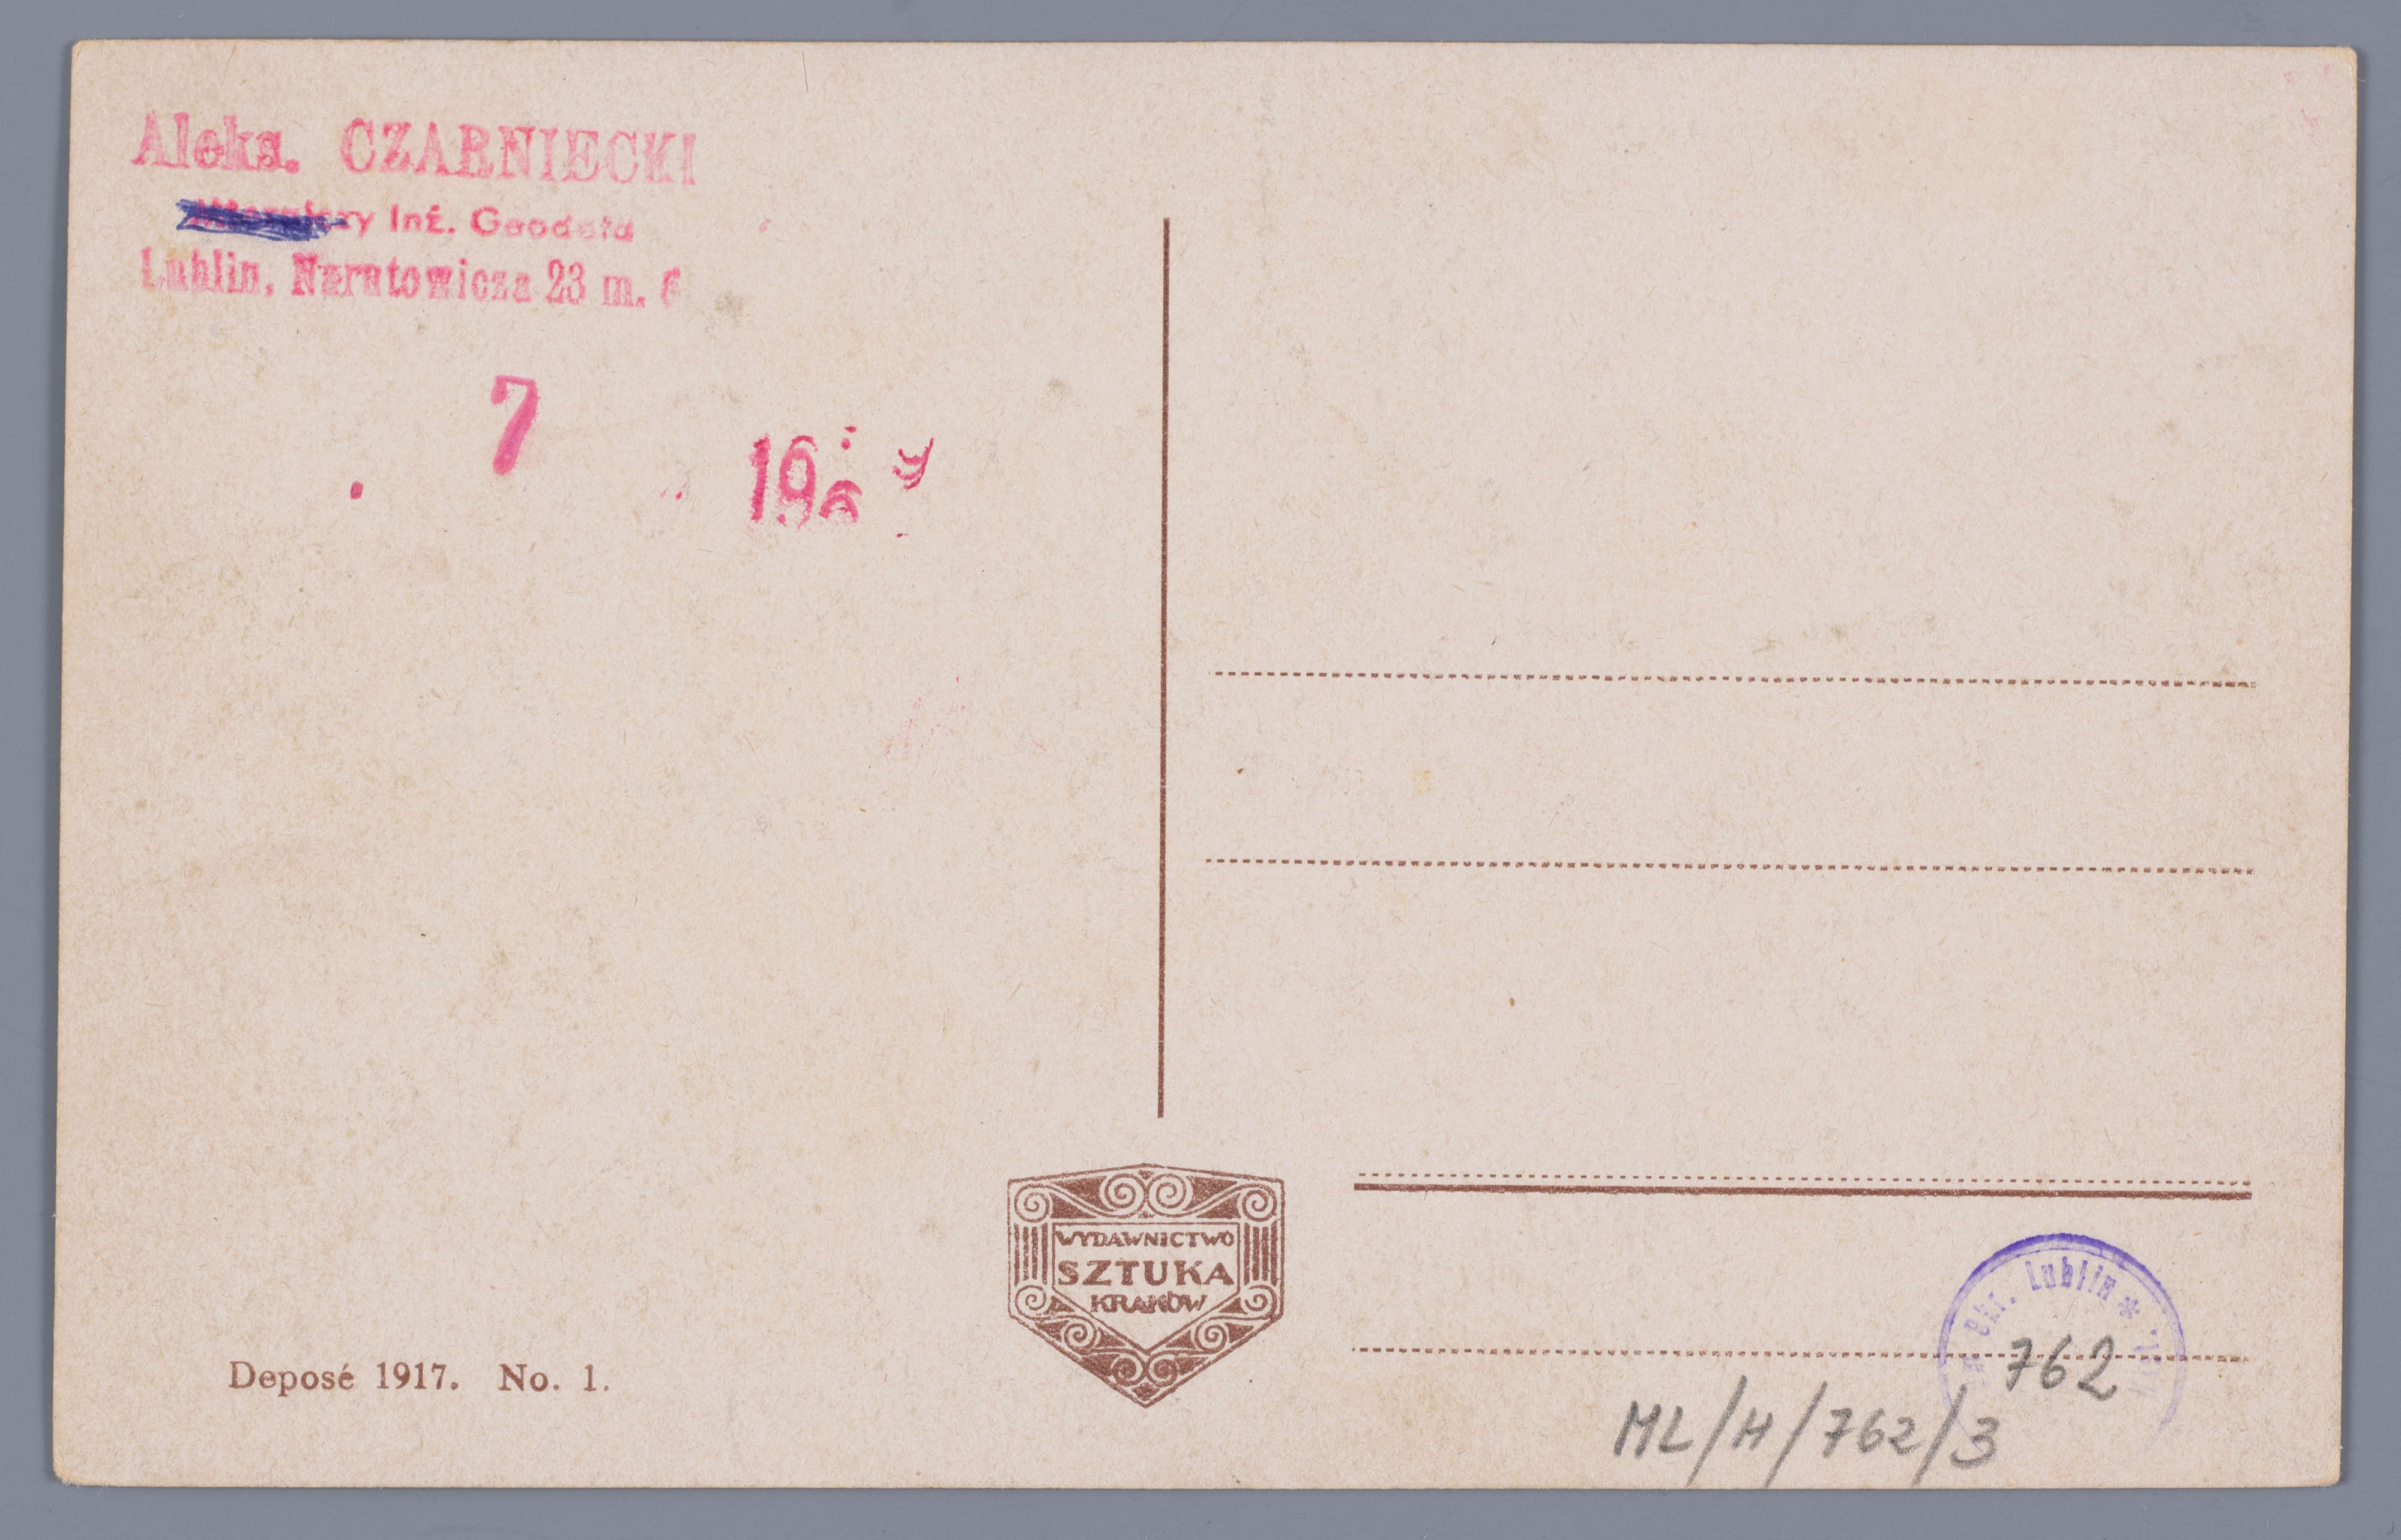 Aleks. CZARNIECKI
Inż. Geodeta
Lublin, Narutowicza 23 m. 6
7
WYDAWNICTWO
SZTUKA
KRAKÓW
Deposé 1917. No. 1.
Lublin *
762
ML/H/762/3